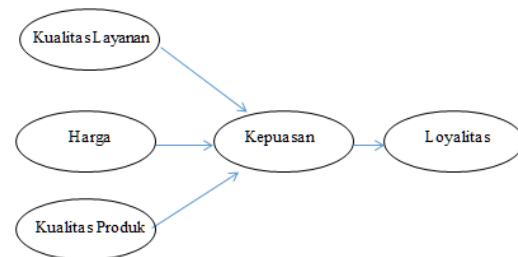 Kualitas Layanan
Harga
Kepuasan
Loyalitas
Kualitas Produk